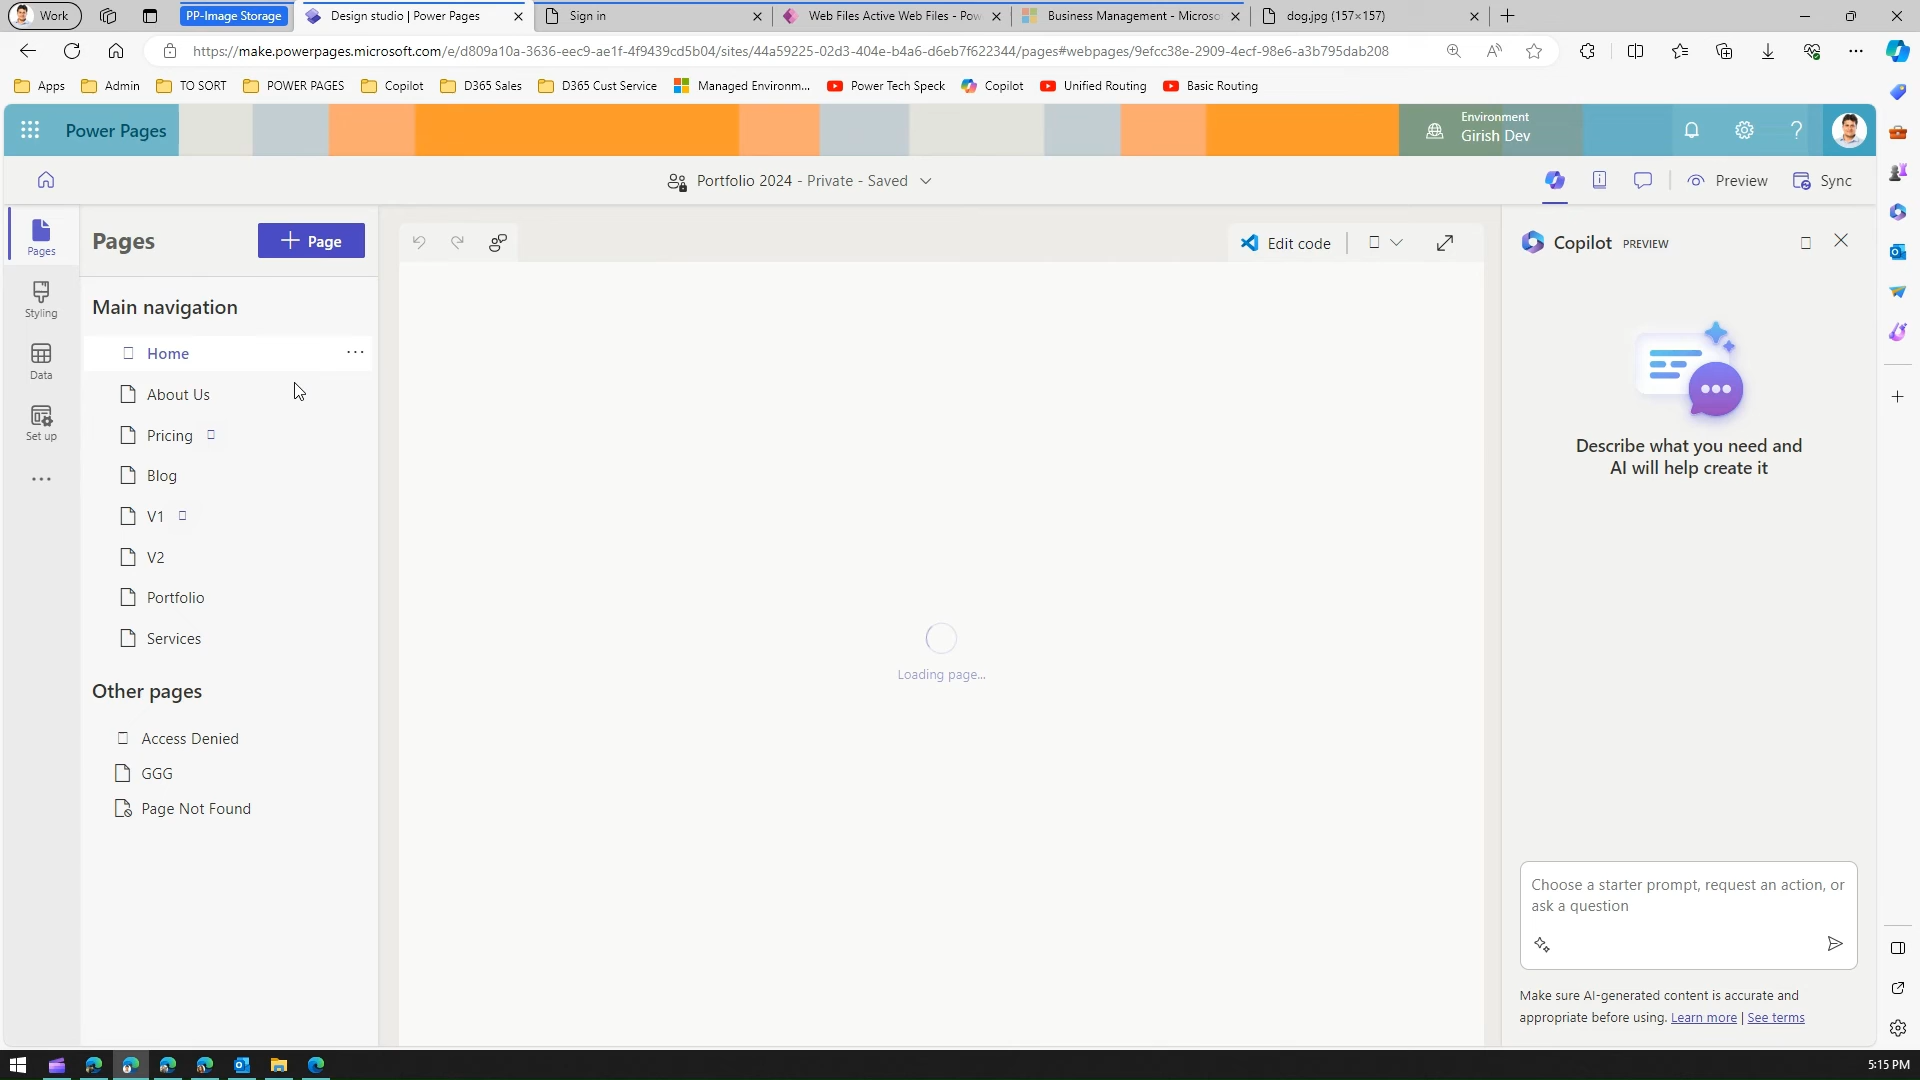 Work
PP-Image Storage
Design studio | Power Pages
Sign in
Web Files Active Web Files - Pow
Business Management - Microso
dog.jpg (157×157)
https://make.powerpages.microsoft.com/e/d809a10a-3636-eec9-ae1f-4f9439cd5b04/sites/44a59225-02d3-404e-b4a6-d6eb7f622344/pages#webpages/9efcc38e-2909-4ecf-98e6-a3b795dab208
Apps
Admin
TO SORT
POWER PAGES
Copilot
D365 Sales
D365 Cust Service
Managed Environm...
Power Tech Speck
Copilot
Unified Routing
Basic Routing
Power Pages
Environment
Girish Dev
Portfolio 2024 - Private - Saved
Preview
Sync
Pages
Styling
Data
Set up
Pages
Page
Main navigation
Home
About Us
Pricing
Blog
V1
V2
Portfolio
Services
Other pages
Access Denied
GGG
Page Not Found
Edit code
Loading page...
Copilot PREVIEW
Describe what you need and
AI will help create it
Choose a starter prompt, request an action, or
ask a question
Make sure AI-generated content is accurate and
appropriate before using. Learn more | See terms
5:15 PM